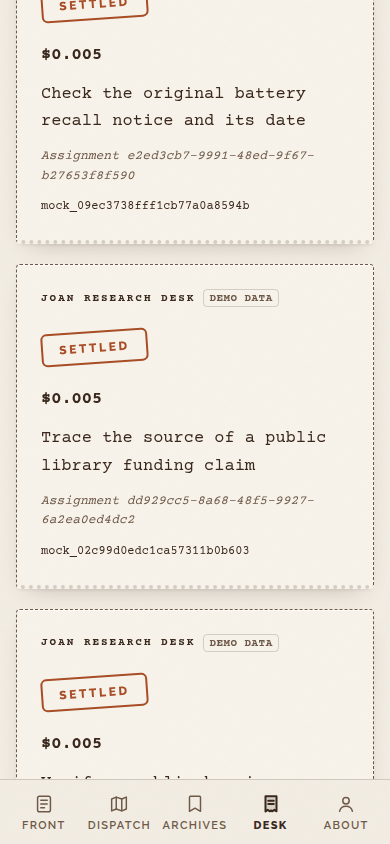 SETTLED
$0.005
Check the original battery
recall notice and its date
Assignment e2ed3cb7-9991-48ed-9f67-
b27653f8f590
mock_09ec3738fff1cb77a0a8594b
JOAN RESEARCH DESK DEMO DATA
SETTLED
$0.005
Trace the source of a public
library funding claim
Assignment dd929cc5-8a68-48f5-9927-
6a2ea0ed4dc2
mock_02c99d0edc1ca57311b0b603
JOAN RESEARCH DESK DEMO DATA
SETTLED
$0.005
FRONT DISPATCH ARCHIVES DESK ABOUT